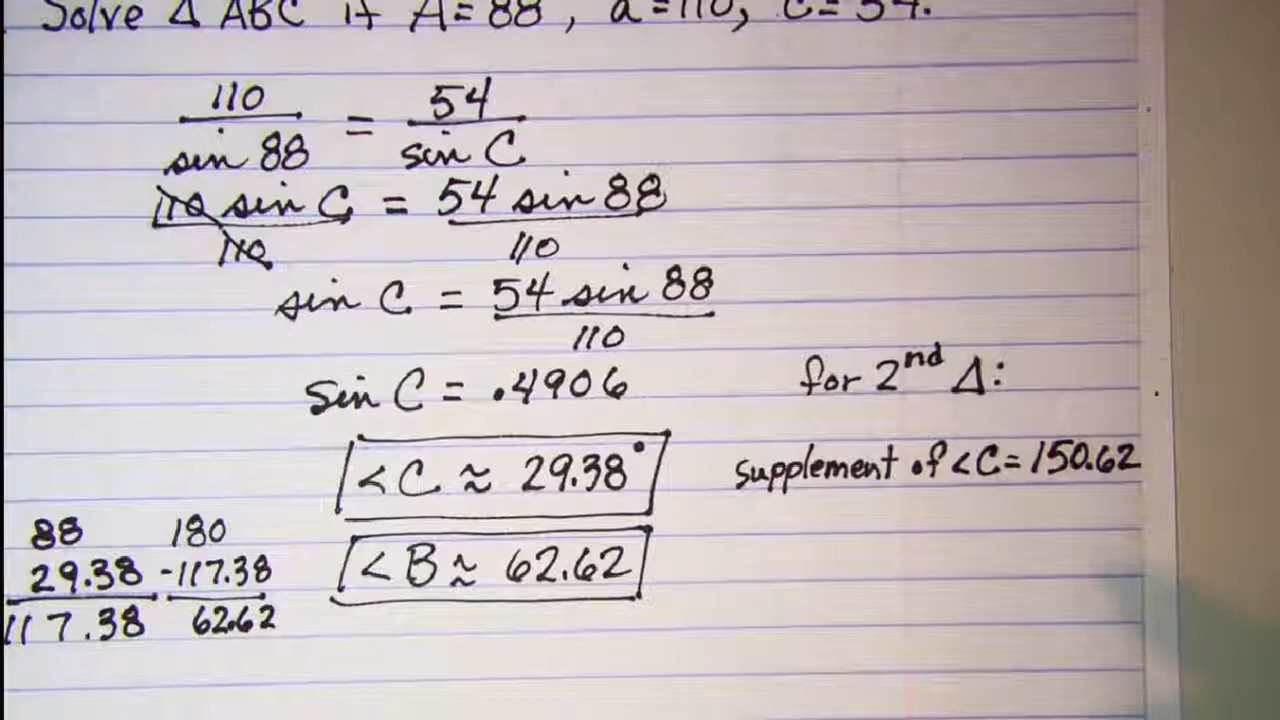 Solve Δ ABC if A = 88, a = 110, c = 54.
110 = 54
sin 88 sin C
110 sin C = 54 sin 88
110 110
sin C = 54 sin 88
110
sin C = .4906
for 2nd Δ:
<C ≈ 29.38°
supplement of <C = 150.62
88 180
29.38 -117.38
117.38 62.62
<B ≈ 62.62